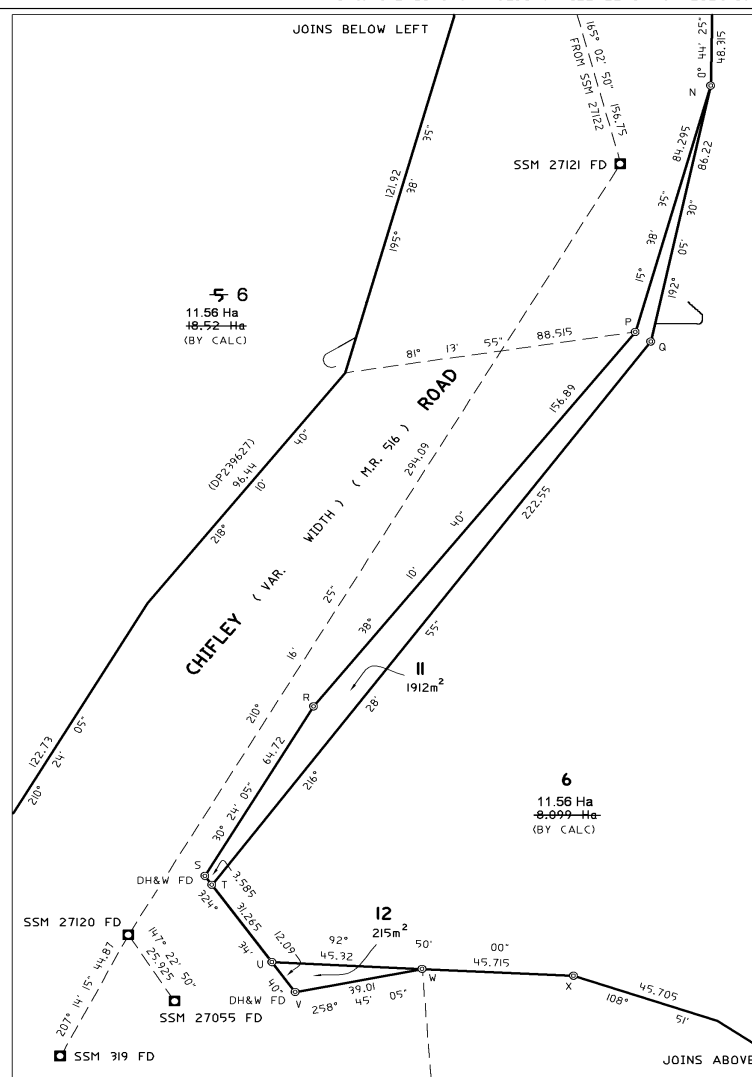 JOINS BELOW LEFT
0° 44' 25"
48.315
N
165° 02' 50" 156.75
FROM SSM 27122
SSM 27121 FD
84.295
86.22
35"
38'
15°
30"
05'
192°
35"
121.92
38'
195°
5 6
11.56 Ha
18.52 Ha
(BY CALC)
P
Q
81° 13' 55" 88.515
CHIFLEY ( VAR. WIDTH ) ( M.R. 516 ) ROAD
(DP239627)
96.44
218° 10' 40"
294.09
210° 16' 25"
156.89
38° 10' 40"
222.55
216° 28' 55"
11
1912m²
R
122.73
210° 24' 05"
64.72
30° 24' 05"
6
11.56 Ha
8.099 Ha
(BY CALC)
S
DH&W FD
T
3.585
324°
31.265
34'
40"
12.09
SSM 27120 FD
147° 22' 50"
25.925
207° 14' 15" 44.87
SSM 27055 FD
SSM 319 FD
12
215m²
92° 50' 00"
45.32
45.715
U
DH&W FD
V
39.01
258° 45' 05"
W
X
45.705
108° 51'
JOINS ABOVE